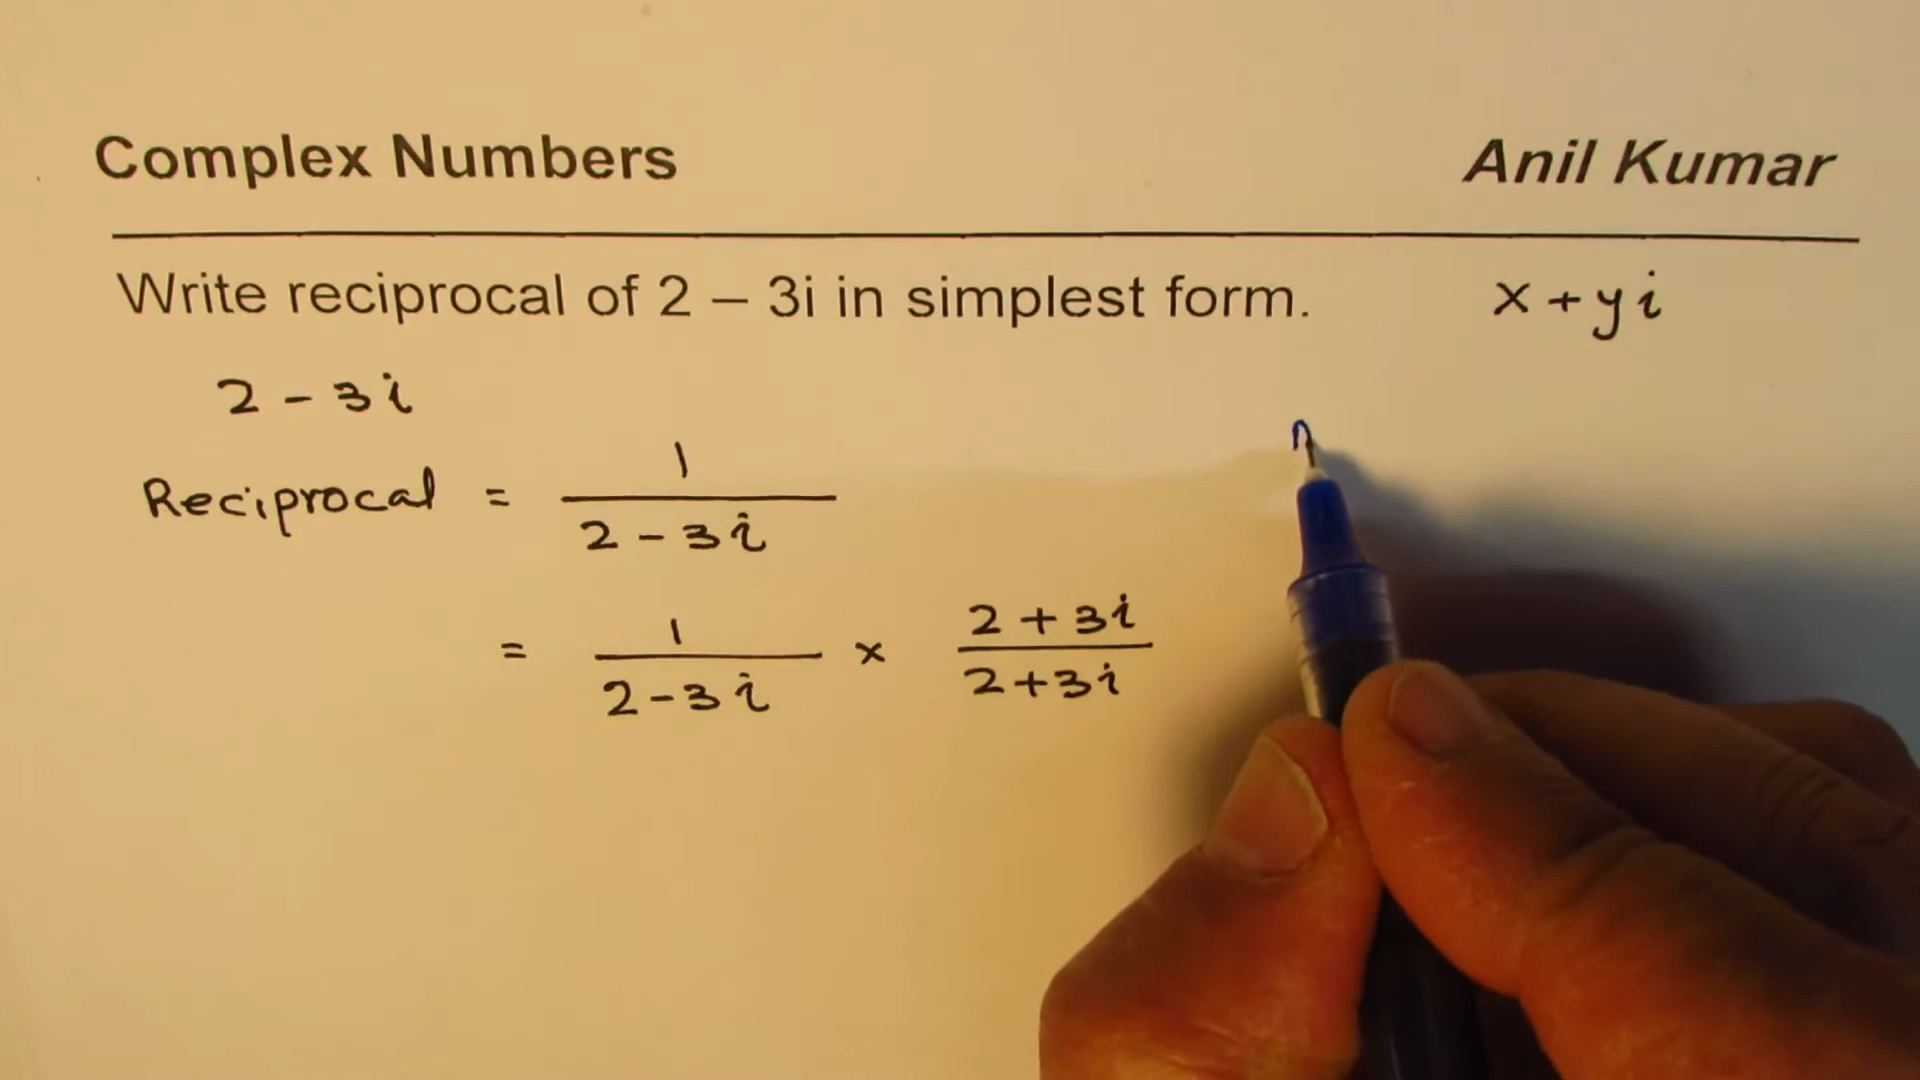 Complex Numbers Anil Kumar
Write reciprocal of 2 – 3i in simplest form. x + yi
2 - 3i
Reciprocal = 1 / 2 - 3i
= 1 / 2 - 3i × 2 + 3i / 2 + 3i